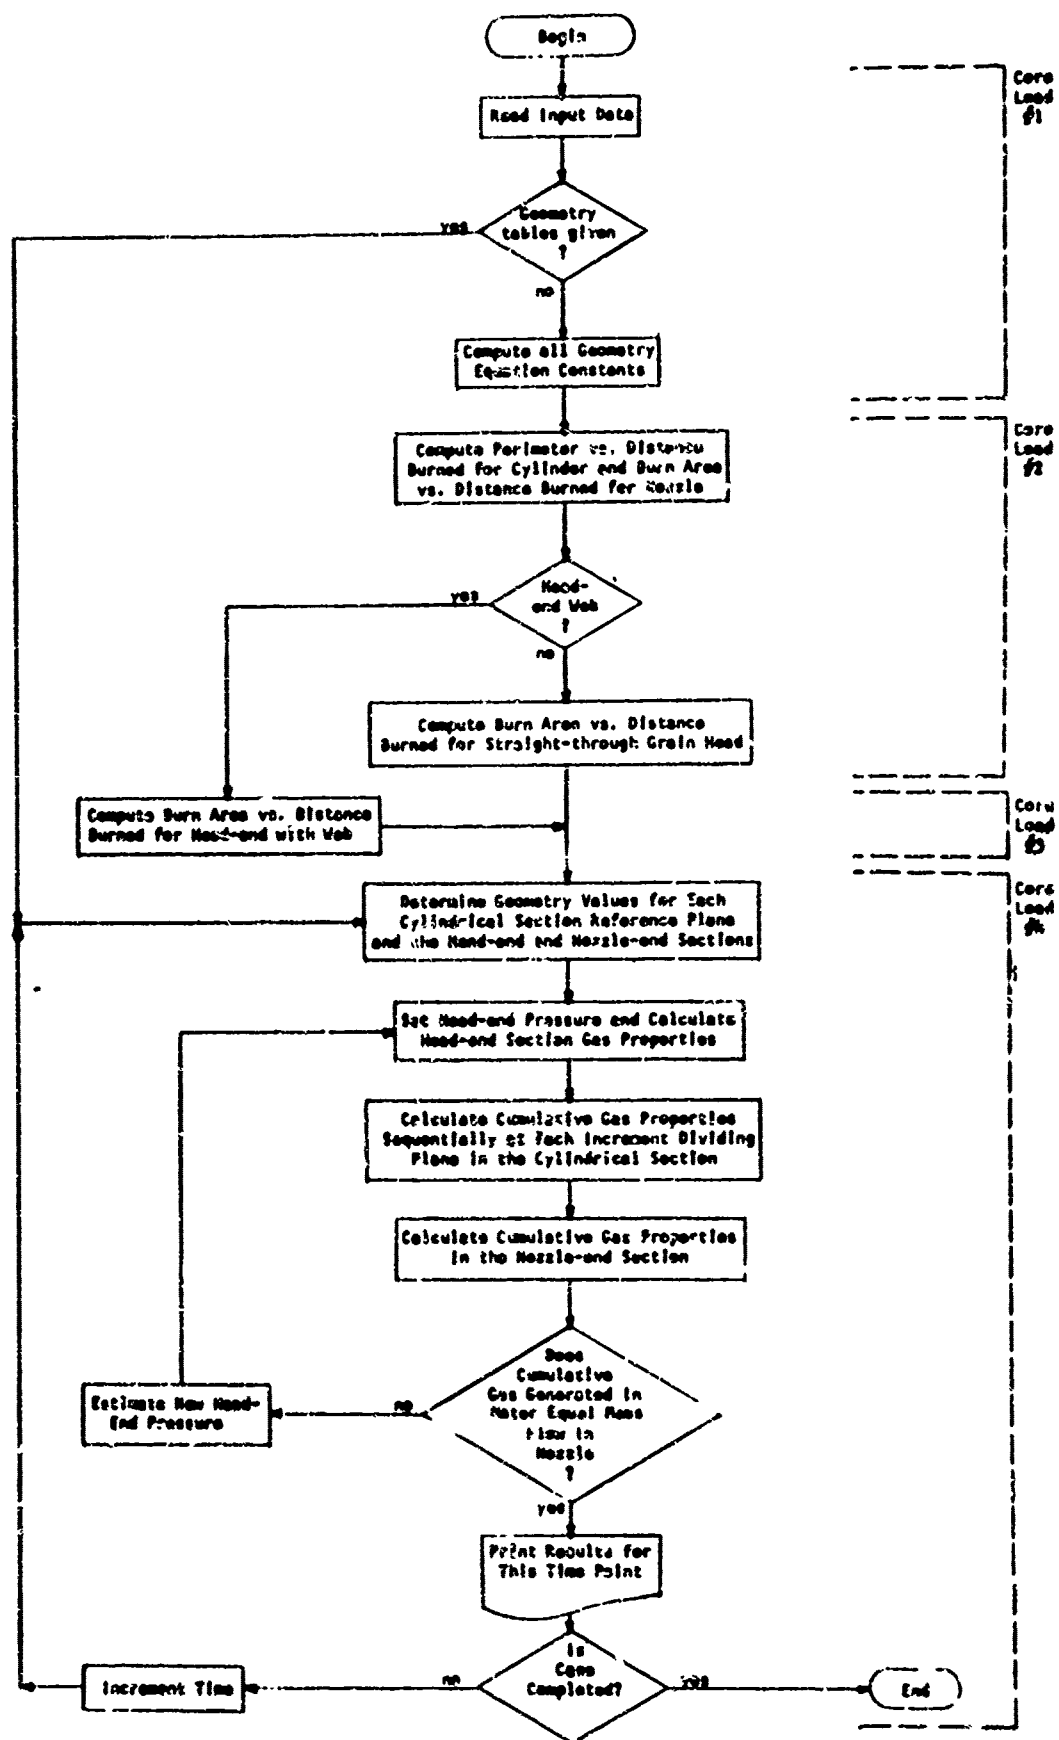 Begin
Core
Load
#1
Read Input Data
Geometry
tables given
?
yes
no
Compute all Geometry
Equation Constants
Core
Load
#2
Compute Perimeter vs. Distance
Burned for Cylinder and Burn Area
vs. Distance Burned for Nozzle
Head-
end Web
?
yes
no
Compute Burn Area vs. Distance
Burned for Straight-through Grain Head
Compute Burn Area vs. Distance
Burned for Head-end with Web
Core
Load
#3
Determine Geometry Values for Each
Cylindrical Section Reference Plane
and the Head-end and Nozzle-end Sections
Core
Load
#4
Set Head-end Pressure and Calculate
Head-end Section Gas Properties
Calculate Cumulative Gas Properties
Sequentially at Each Increment Dividing
Plane in the Cylindrical Section
Calculate Cumulative Gas Properties
in the Nozzle-end Section
Does
Cumulative
Gas Generated in
Motor Equal Mass
Flow in
Nozzle
?
no
Estimate New Head-
End Pressure
yes
Print Results for
This Time Point
Is
Case
Completed?
no
yes
Increment Time
End